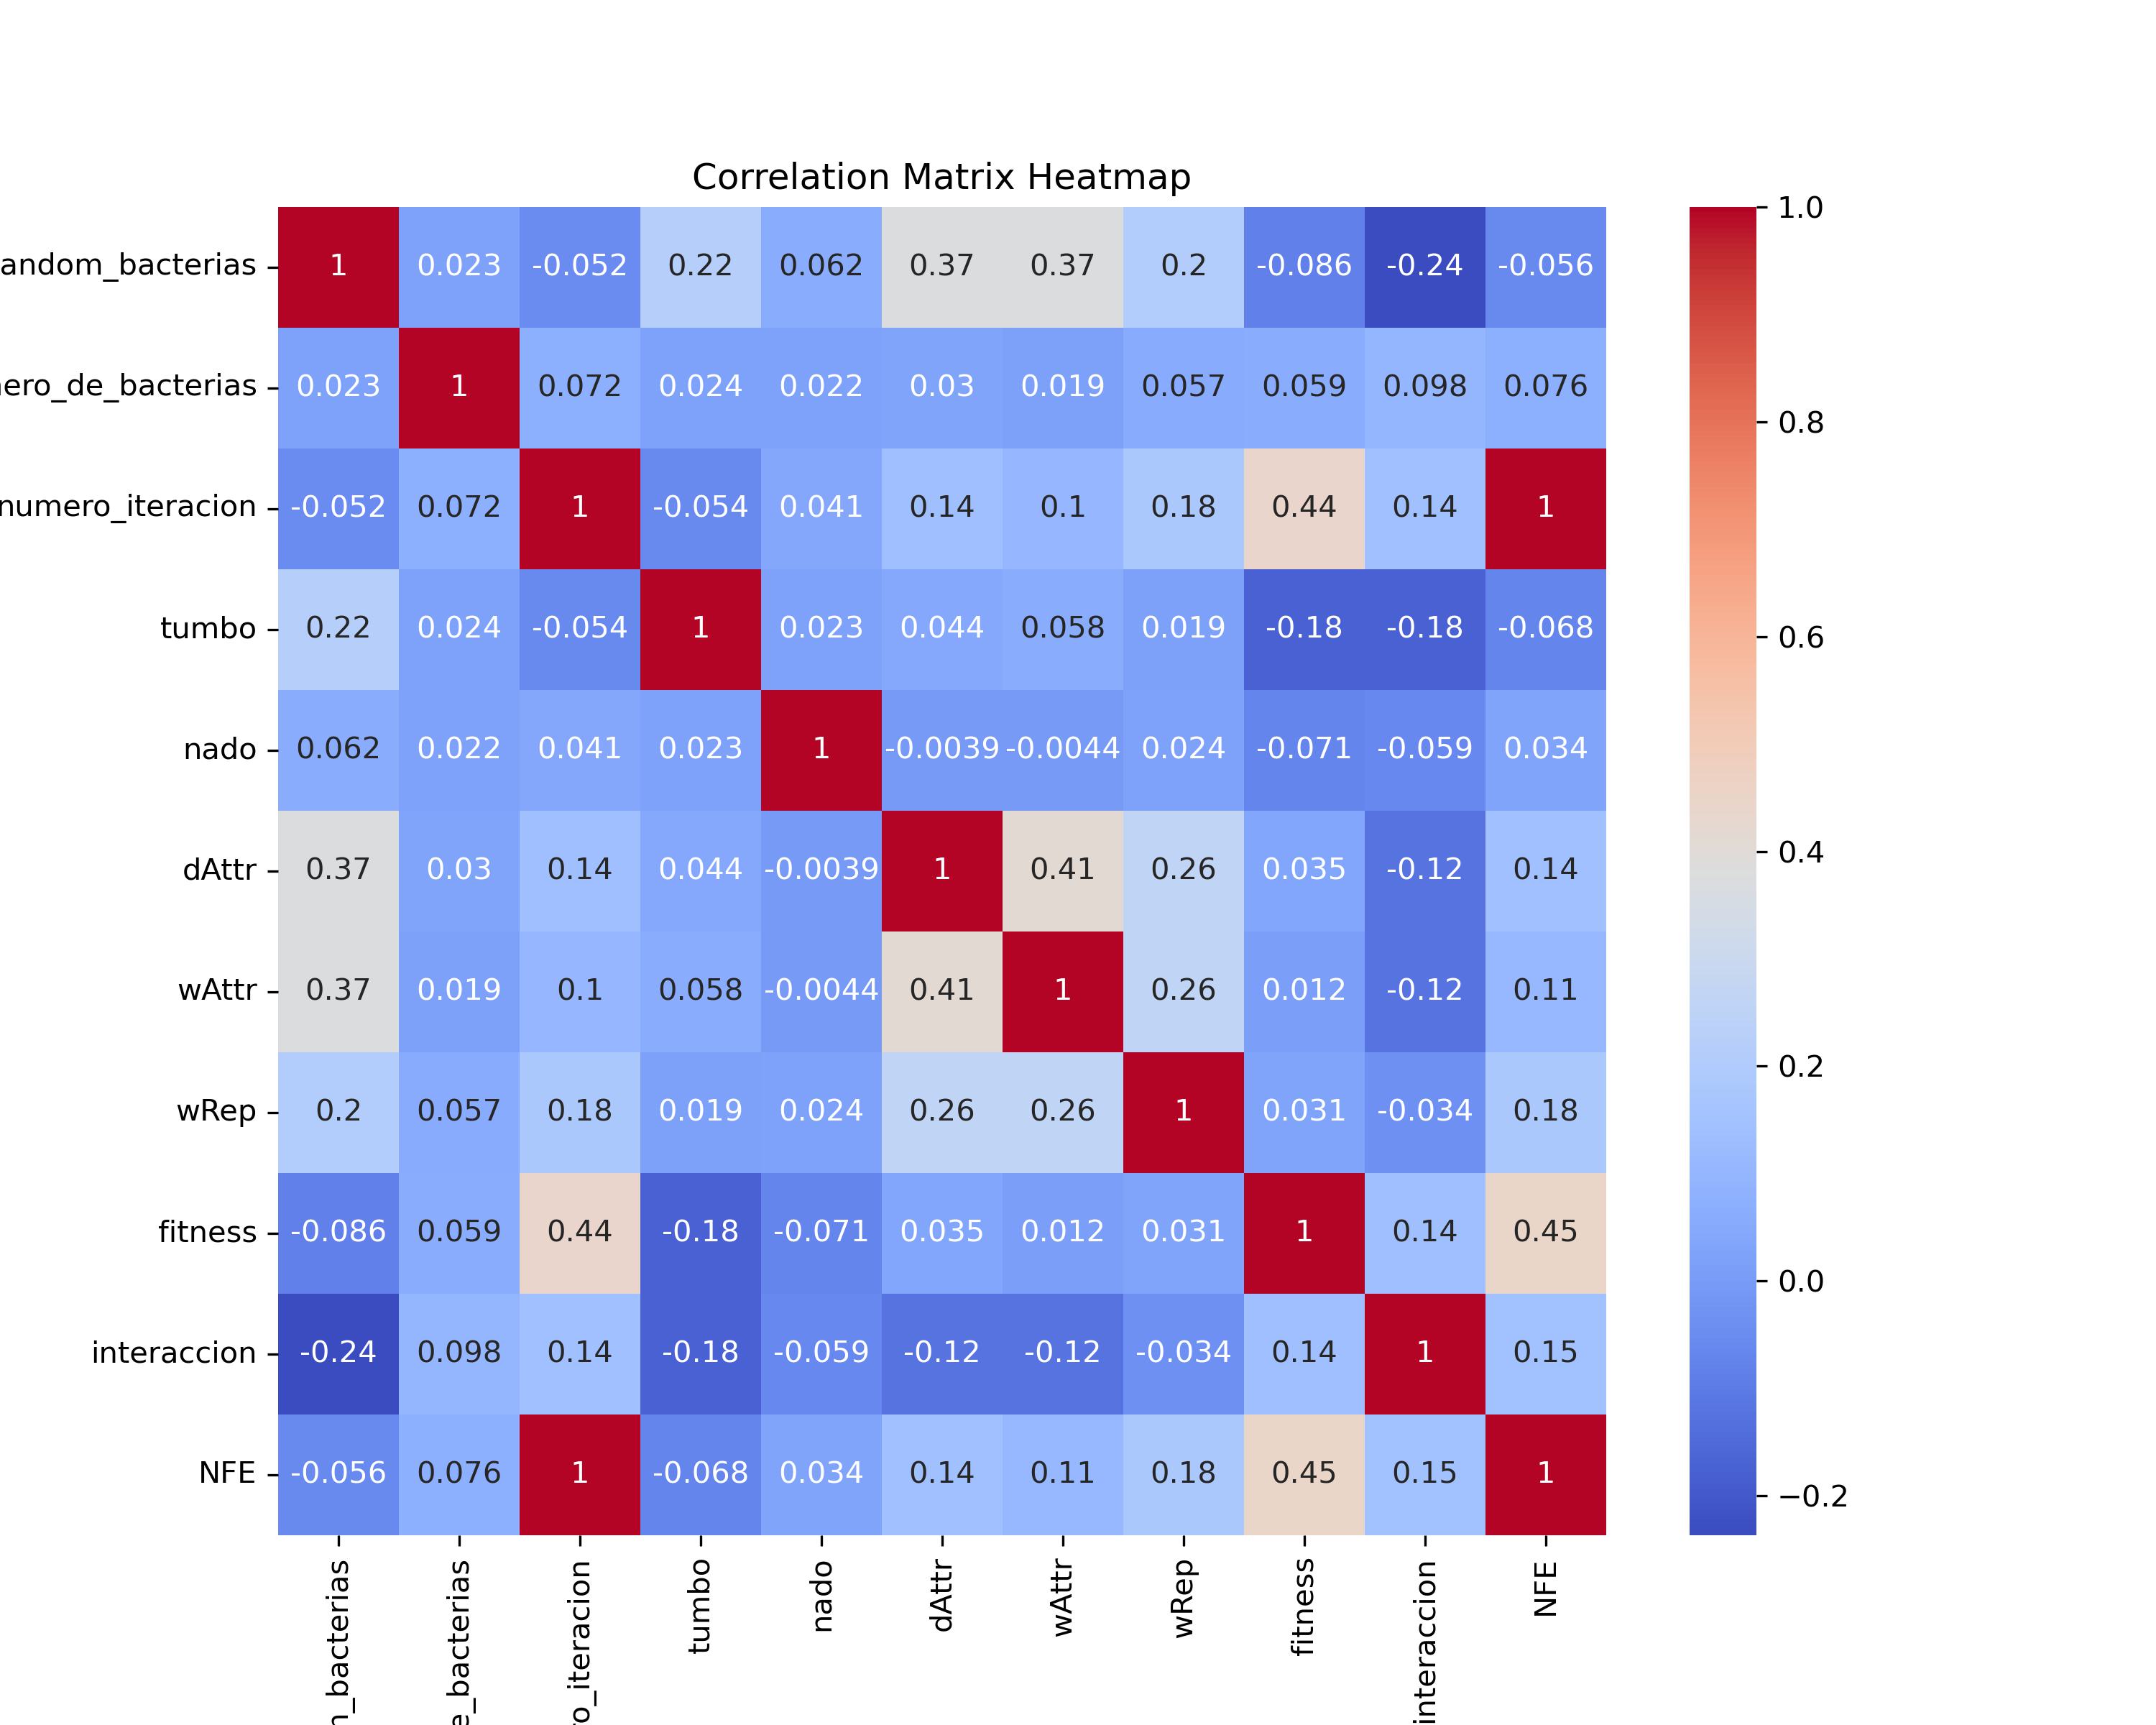 Correlation Matrix Heatmap
andom_bacterias 1 0.023 -0.052 0.22 0.062 0.37 0.37 0.2 -0.086 -0.24 -0.056
ero_de_bacterias 0.023 1 0.072 0.024 0.022 0.03 0.019 0.057 0.059 0.098 0.076
numero_iteracion -0.052 0.072 1 -0.054 0.041 0.14 0.1 0.18 0.44 0.14 1
tumbo 0.22 0.024 -0.054 1 0.023 0.044 0.058 0.019 -0.18 -0.18 -0.068
nado 0.062 0.022 0.041 0.023 1 -0.0039 -0.0044 0.024 -0.071 -0.059 0.034
dAttr 0.37 0.03 0.14 0.044 -0.0039 1 0.41 0.26 0.035 -0.12 0.14
wAttr 0.37 0.019 0.1 0.058 -0.0044 0.41 1 0.26 0.012 -0.12 0.11
wRep 0.2 0.057 0.18 0.019 0.024 0.26 0.26 1 0.031 -0.034 0.18
fitness -0.086 0.059 0.44 -0.18 -0.071 0.035 0.012 0.031 1 0.14 0.45
interaccion -0.24 0.098 0.14 -0.18 -0.059 -0.12 -0.12 -0.034 0.14 1 0.15
NFE -0.056 0.076 1 -0.068 0.034 0.14 0.11 0.18 0.45 0.15 1
_bacterias
_bacterias
o_iteracion
tumbo
nado
dAttr
wAttr
wRep
fitness
interaccion
NFE
1.0
0.8
0.6
0.4
0.2
0.0
−0.2